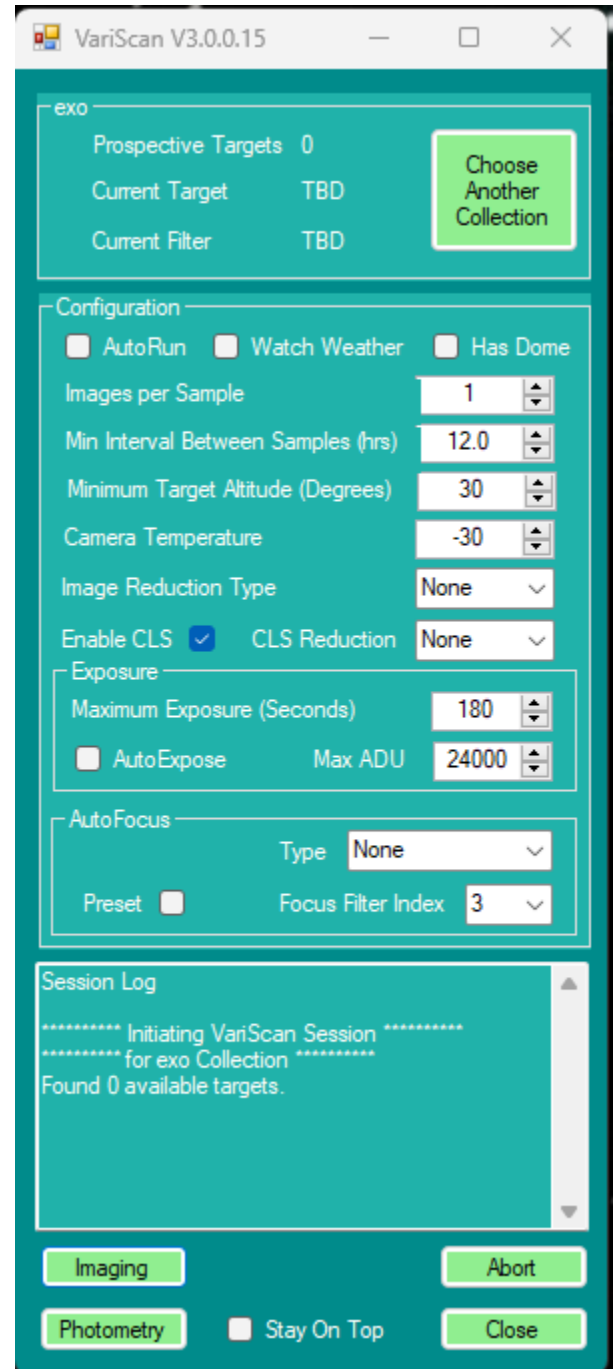 VariScan V3.0.0.15
exo
Prospective Targets 0
Current Target TBD
Current Filter TBD
Choose
Another
Collection
Configuration
AutoRun Watch Weather Has Dome
Images per Sample 1
Min Interval Between Samples (hrs) 12.0
Minimum Target Altitude (Degrees) 30
Camera Temperature -30
Image Reduction Type None
Enable CLS CLS Reduction None
Exposure
Maximum Exposure (Seconds) 180
AutoExpose Max ADU 24000
AutoFocus
Type None
Preset Focus Filter Index 3
Session Log
********** Initiating VariScan Session **********
********** for exo Collection **********
Found 0 available targets.
Imaging Abort
Photometry Stay On Top Close